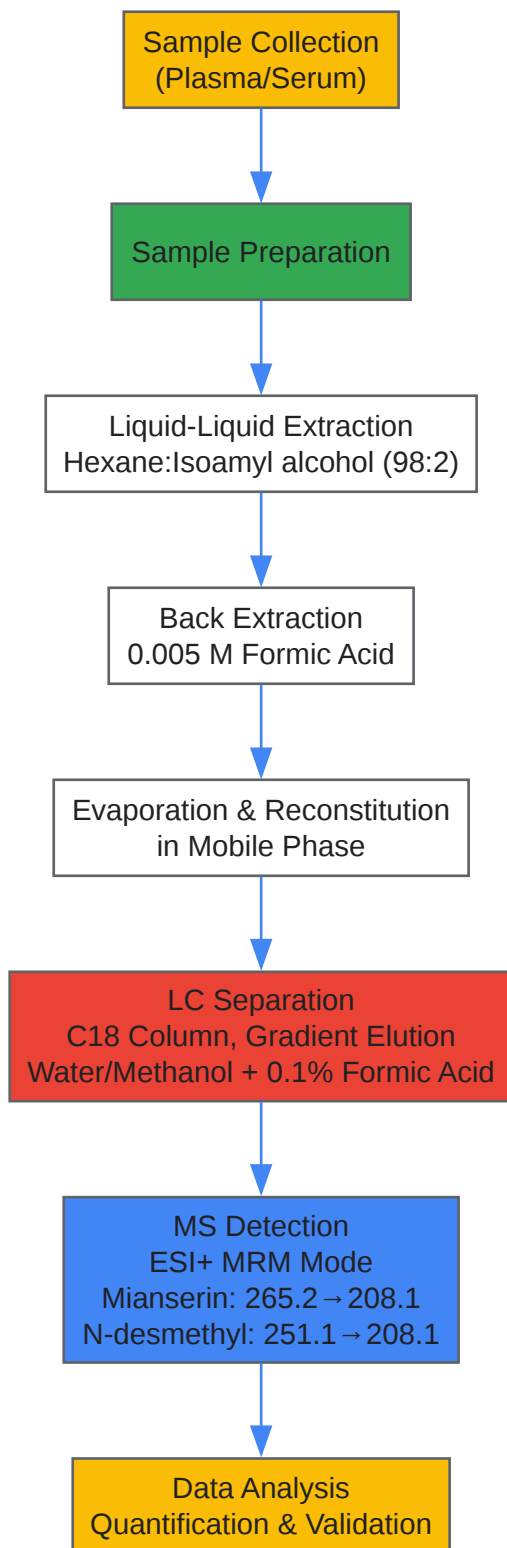 Sample Collection
(Plasma/Serum)
Sample Preparation
Liquid-Liquid Extraction
Hexane:Isoamyl alcohol (98:2)
Back Extraction
0.005 M Formic Acid
Evaporation & Reconstitution
in Mobile Phase
LC Separation
C18 Column, Gradient Elution
Water/Methanol + 0.1% Formic Acid
MS Detection
ESI+ MRM Mode
Mianserin: 265.2→208.1
N-desmethyl: 251.1→208.1
Data Analysis
Quantification & Validation